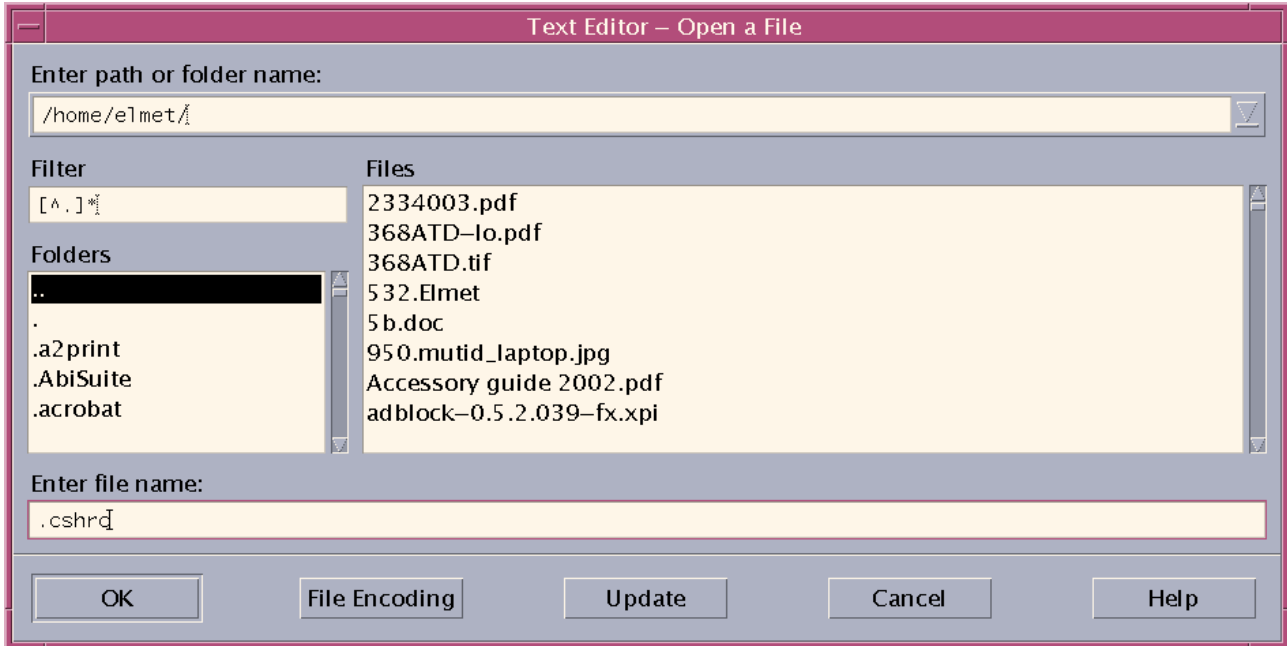 Text Editor – Open a File
Enter path or folder name:
/home/elmet/
Filter
[^.]*
Folders
..
.
.a2print
.AbiSuite
.acrobat
Files
2334003.pdf
368ATD–lo.pdf
368ATD.tif
532.Elmet
5b.doc
950.mutid_laptop.jpg
Accessory guide 2002.pdf
adblock–0.5.2.039–fx.xpi
Enter file name:
.cshrc
OK
File Encoding
Update
Cancel
Help